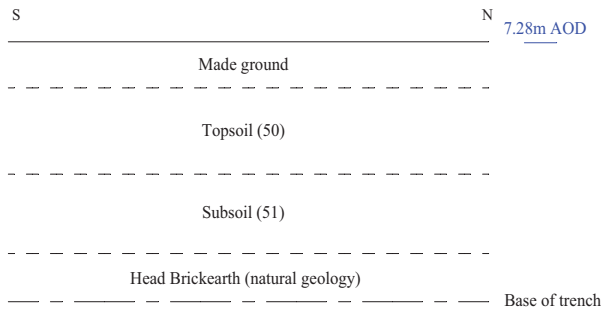 S
N
7.28m AOD
Made ground
Topsoil (50)
Subsoil (51)
Head Brickearth (natural geology)
Base of trench